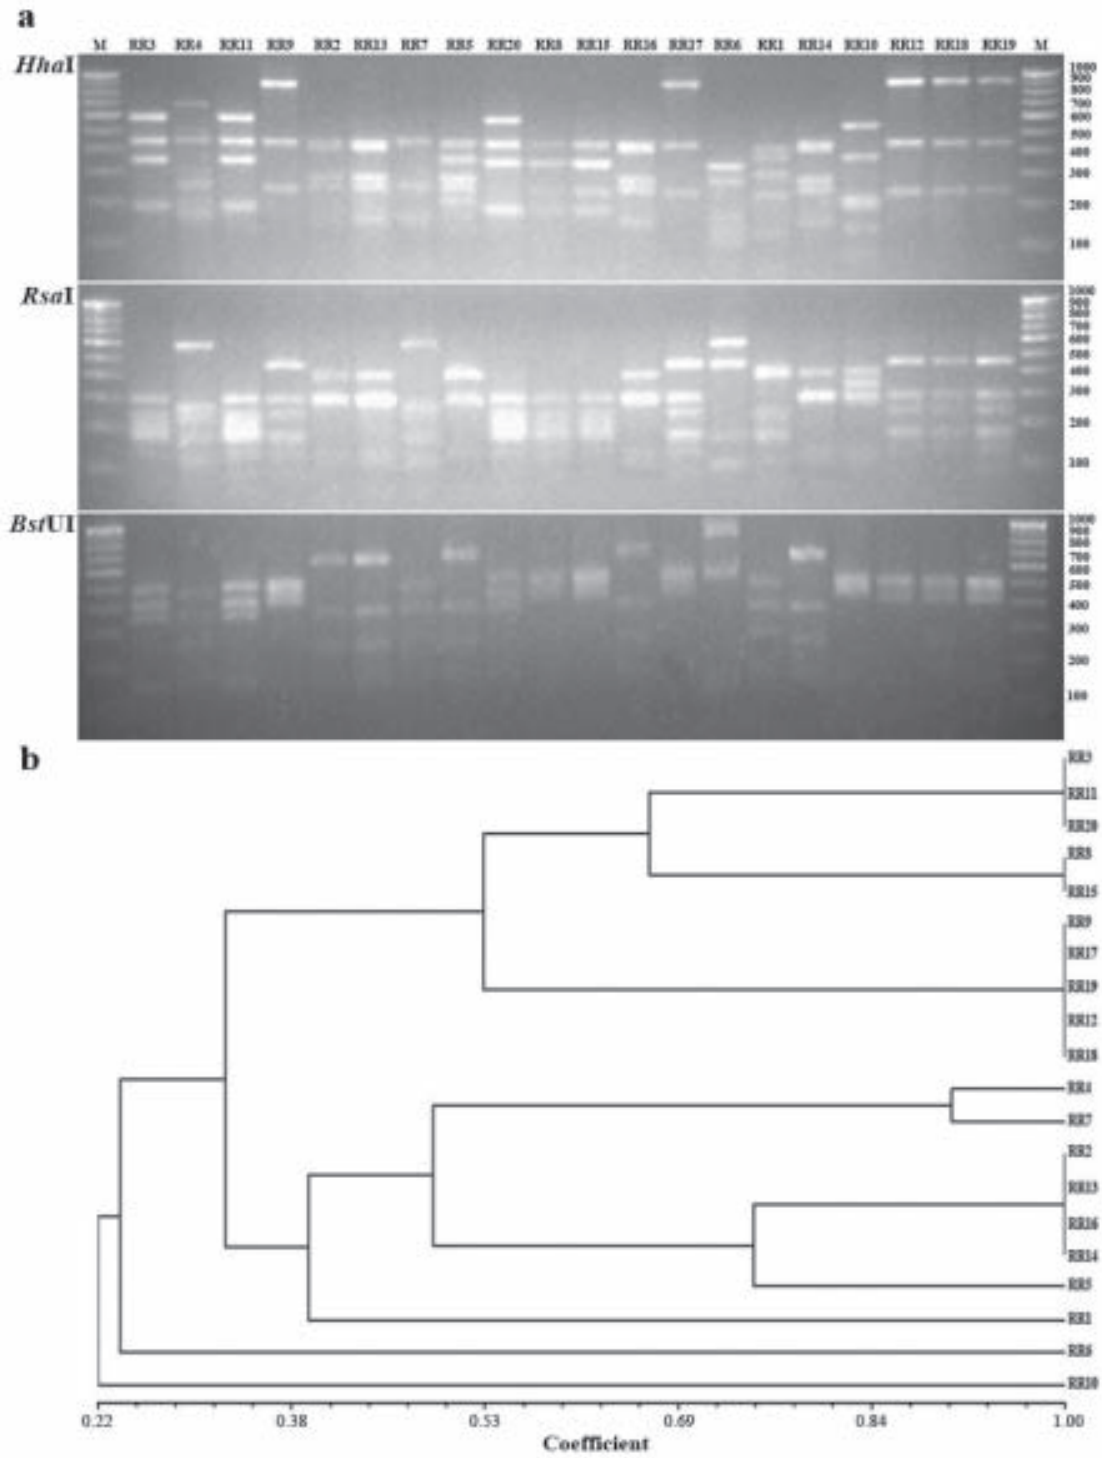 a
M RR3 RR4 RR11 RR9 RR2 RR13 RR7 RR5 RR20 RR8 RR15 RR16 RR17 RR6 RR1 RR14 RR10 RR12 RR18 RR19 M
HhaI
1000
900
800
700
600
500
400
300
200
100
RsaI
1000
900
800
700
600
500
400
300
200
100
BstUI
1000
900
800
700
600
500
400
300
200
100
b
RR3
RR11
RR20
RR8
RR15
RR9
RR17
RR19
RR12
RR18
RR4
RR7
RR2
RR13
RR16
RR14
RR5
RR1
RR6
RR10
0.22 0.38 0.53 0.69 0.84 1.00
Coefficient